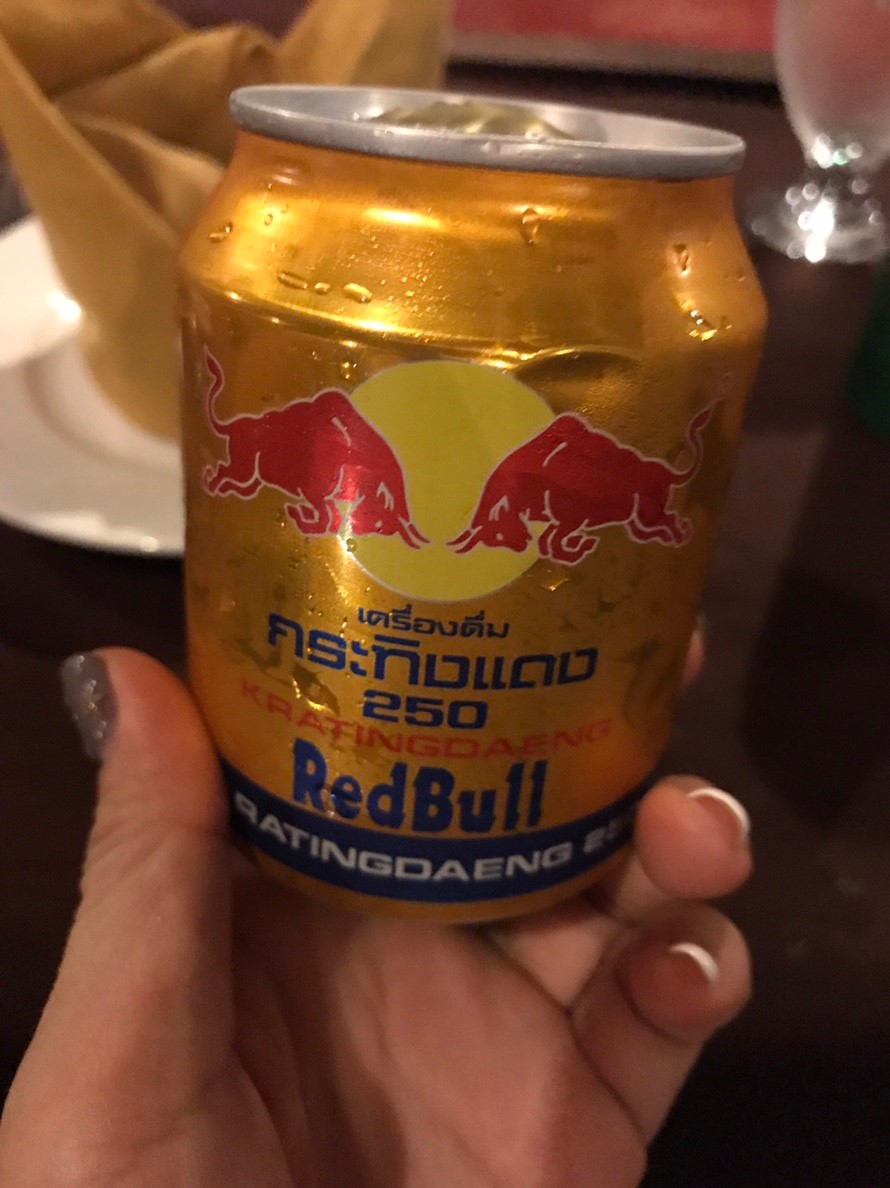 เครื่องดื่ม
กระทิงแดง
250
KRATINGDAENG
RedBull
RATINGDAENG